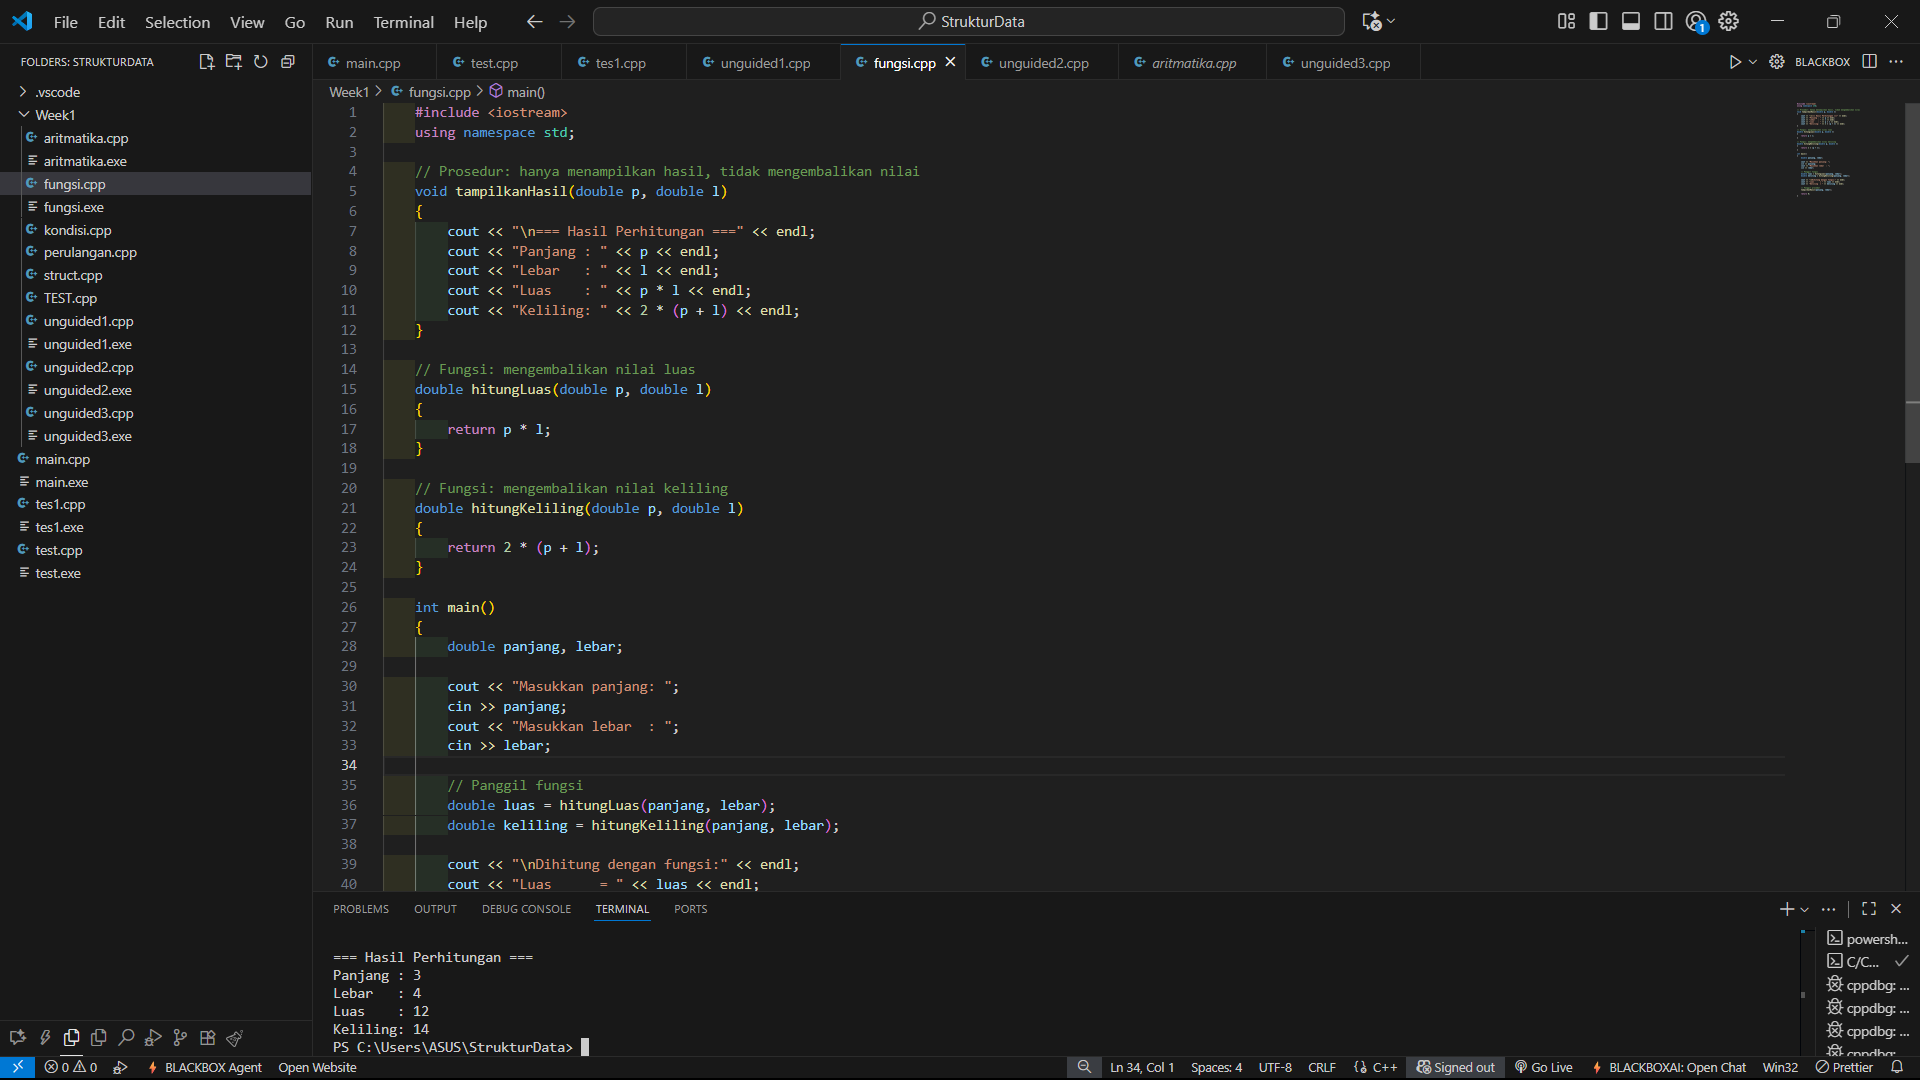 File Edit Selection View Go Run Terminal Help
StrukturData
FOLDERS: STRUKTURDATA
main.cpp test.cpp tes1.cpp unguided1.cpp fungsi.cpp unguided2.cpp aritmatika.cpp unguided3.cpp BLACKBOX
.vscode
Week1
aritmatika.cpp
aritmatika.exe
fungsi.cpp
fungsi.exe
kondisi.cpp
perulangan.cpp
struct.cpp
TEST.cpp
unguided1.cpp
unguided1.exe
unguided2.cpp
unguided2.exe
unguided3.cpp
unguided3.exe
main.cpp
main.exe
tes1.cpp
tes1.exe
test.cpp
test.exe
Week1 > fungsi.cpp > main()
1 #include <iostream>
2 using namespace std;
3
4 // Prosedur: hanya menampilkan hasil, tidak mengembalikan nilai
5 void tampilkanHasil(double p, double l)
6 {
7 cout << "\n=== Hasil Perhitungan ===" << endl;
8 cout << "Panjang : " << p << endl;
9 cout << "Lebar   : " << l << endl;
10 cout << "Luas    : " << p * l << endl;
11 cout << "Keliling: " << 2 * (p + l) << endl;
12 }
13
14 // Fungsi: mengembalikan nilai luas
15 double hitungLuas(double p, double l)
16 {
17 return p * l;
18 }
19
20 // Fungsi: mengembalikan nilai keliling
21 double hitungKeliling(double p, double l)
22 {
23 return 2 * (p + l);
24 }
25
26 int main()
27 {
28 double panjang, lebar;
29
30 cout << "Masukkan panjang: ";
31 cin >> panjang;
32 cout << "Masukkan lebar  : ";
33 cin >> lebar;
34
35 // Panggil fungsi
36 double luas = hitungLuas(panjang, lebar);
37 double keliling = hitungKeliling(panjang, lebar);
38
39 cout << "\nDihitung dengan fungsi:" << endl;
40 cout << "Luas      = " << luas << endl;
PROBLEMS OUTPUT DEBUG CONSOLE TERMINAL PORTS
=== Hasil Perhitungan ===
Panjang : 3
Lebar   : 4
Luas    : 12
Keliling: 14
PS C:\Users\ASUS\StrukturData>
powersh...
C/C...
cppdbg: ...
cppdbg: ...
cppdbg: ...
cppdbg: ...
0 0 BLACKBOX Agent Open Website Ln 34, Col 1 Spaces: 4 UTF-8 CRLF {} C++ Signed out Go Live BLACKBOXAI: Open Chat Win32 Prettier